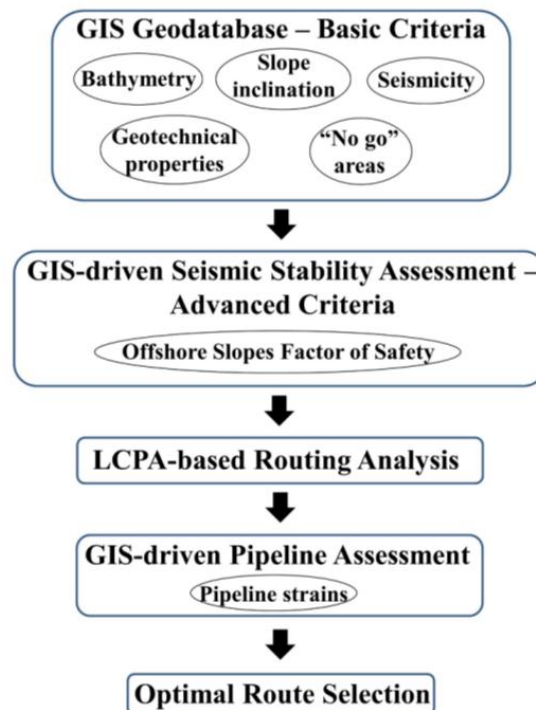 GIS Geodatabase – Basic Criteria
Bathymetry
Slope
inclination
Seismicity
Geotechnical
properties
“No go”
areas
GIS-driven Seismic Stability Assessment –
Advanced Criteria
Offshore Slopes Factor of Safety
LCPA-based Routing Analysis
GIS-driven Pipeline Assessment
Pipeline strains
Optimal Route Selection